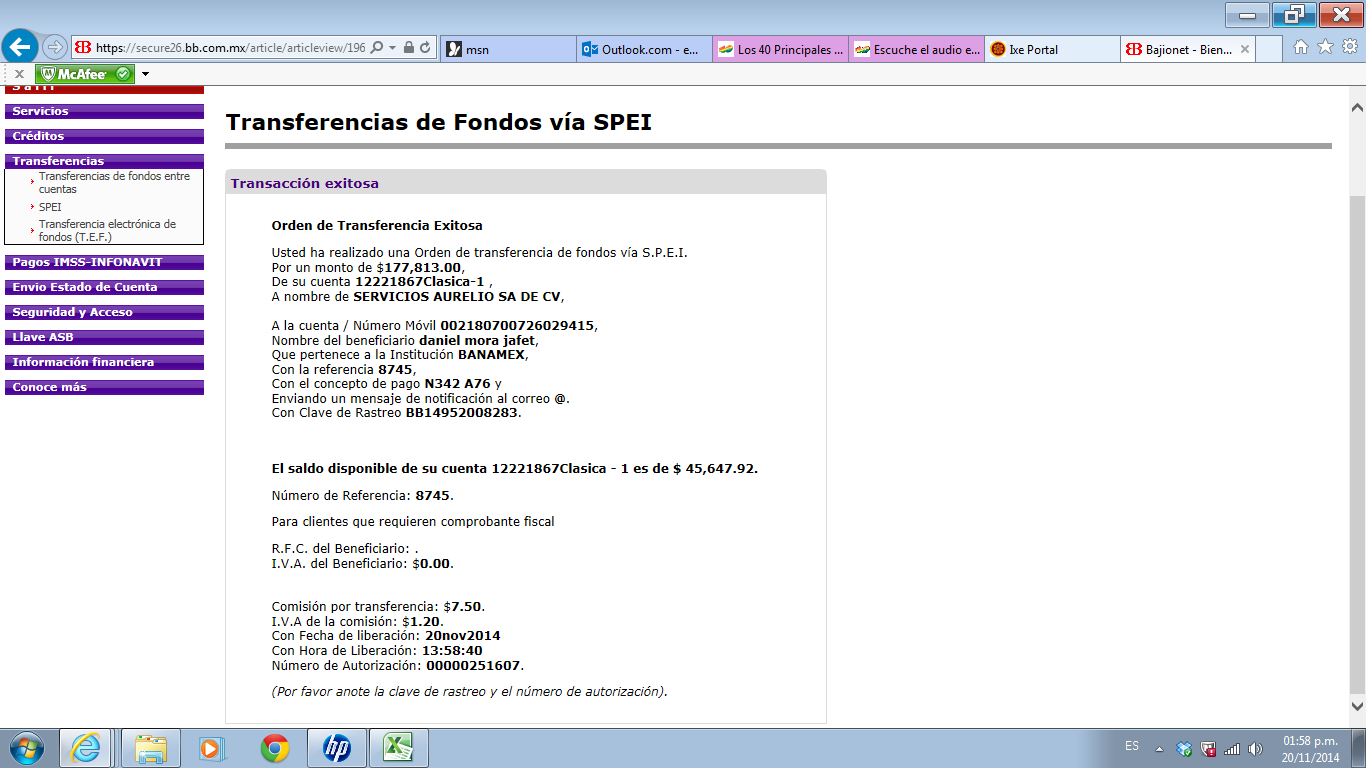 https://secure26.bb.com.mx/article/articleview/196
msn
Outlook.com - e...
Los 40 Principales ...
Escuche el audio e...
Ixe Portal
Bajionet - Bien...
McAfee
Servicios
Créditos
Transferencias
Transferencias de fondos entre
cuentas
SPEI
Transferencia electrónica de
fondos (T.E.F.)
Pagos IMSS-INFONAVIT
Envio Estado de Cuenta
Seguridad y Acceso
Llave ASB
Información financiera
Conoce más
Transferencias de Fondos vía SPEI
Transacción exitosa
Orden de Transferencia Exitosa
Usted ha realizado una Orden de transferencia de fondos vía S.P.E.I.
Por un monto de $177,813.00,
De su cuenta 12221867Clasica-1 ,
A nombre de SERVICIOS AURELIO SA DE CV,
A la cuenta / Número Móvil 002180700726029415,
Nombre del beneficiario daniel mora jafet,
Que pertenece a la Institución BANAMEX,
Con la referencia 8745,
Con el concepto de pago N342 A76 y
Enviando un mensaje de notificación al correo @.
Con Clave de Rastreo BB14952008283.
El saldo disponible de su cuenta 12221867Clasica - 1 es de $ 45,647.92.
Número de Referencia: 8745.
Para clientes que requieren comprobante fiscal
R.F.C. del Beneficiario: .
I.V.A. del Beneficiario: $0.00.
Comisión por transferencia: $7.50.
I.V.A de la comisión: $1.20.
Con Fecha de liberación: 20nov2014
Con Hora de Liberación: 13:58:40
Número de Autorización: 00000251607.
(Por favor anote la clave de rastreo y el número de autorización).
ES
01:58 p.m.
20/11/2014